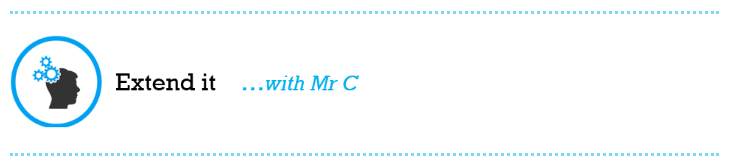 Extend it ...with Mr C